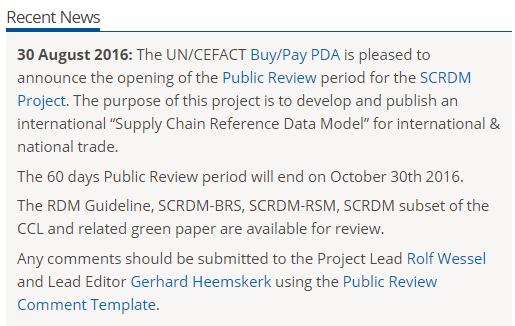 Recent News
30 August 2016: The UN/CEFACT Buy/Pay PDA is pleased to
announce the opening of the Public Review period for the SCRDM
Project. The purpose of this project is to develop and publish an
international “Supply Chain Reference Data Model” for international &
national trade.
The 60 days Public Review period will end on October 30th 2016.
The RDM Guideline, SCRDM-BRS, SCRDM-RSM, SCRDM subset of the
CCL and related green paper are available for review.
Any comments should be submitted to the Project Lead Rolf Wessel
and Lead Editor Gerhard Heemskerk using the Public Review
Comment Template.